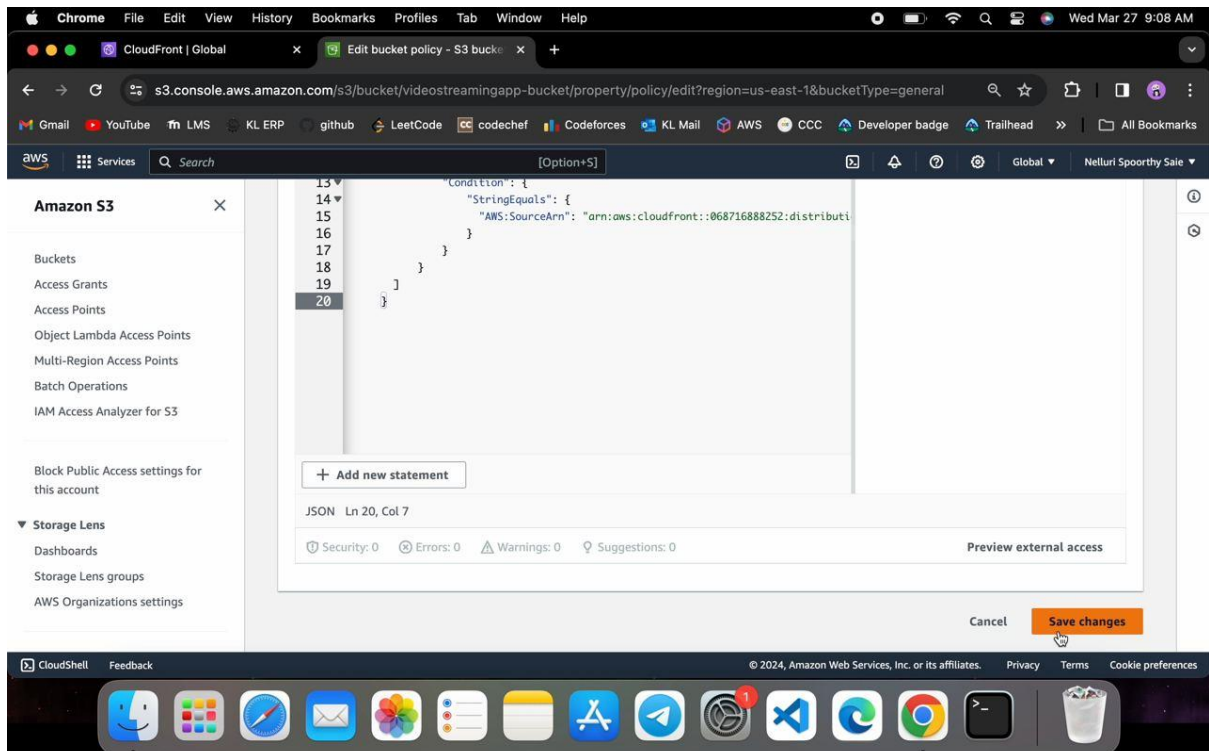 Chrome File Edit View History Bookmarks Profiles Tab Window Help Wed Mar 27 9:08 AM
CloudFront | Global Edit bucket policy - S3 bucke
s3.console.aws.amazon.com/s3/bucket/videostreamingapp-bucket/property/policy/edit?region=us-east-1&bucketType=general
Gmail YouTube LMS KL ERP github LeetCode codechef Codeforces KL Mail AWS CCC Developer badge Trailhead » All Bookmarks
aws Services Search [Option+S] Global Nelluri Spoorthy Saie
Amazon S3
Buckets
Access Grants
Access Points
Object Lambda Access Points
Multi-Region Access Points
Batch Operations
IAM Access Analyzer for S3
Block Public Access settings for
this account
Storage Lens
Dashboards
Storage Lens groups
AWS Organizations settings
13 "Condition": {
14 "StringEquals": {
15 "AWS:SourceArn": "arn:aws:cloudfront::068716888252:distributi
16 }
17 }
18 }
19 ]
20 }
+ Add new statement
JSON Ln 20, Col 7
Security: 0 Errors: 0 Warnings: 0 Suggestions: 0 Preview external access
Cancel Save changes
CloudShell Feedback © 2024, Amazon Web Services, Inc. or its affiliates. Privacy Terms Cookie preferences
1